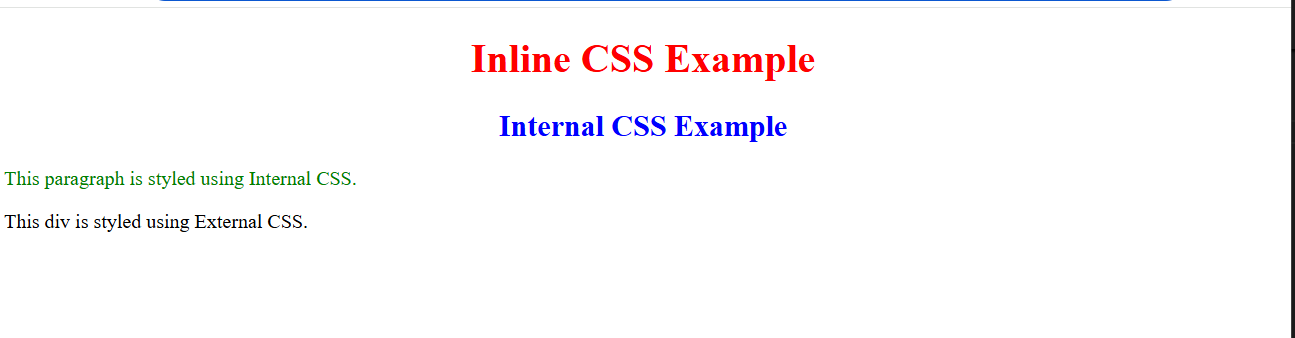 Inline CSS Example
Internal CSS Example
This paragraph is styled using Internal CSS.
This div is styled using External CSS.